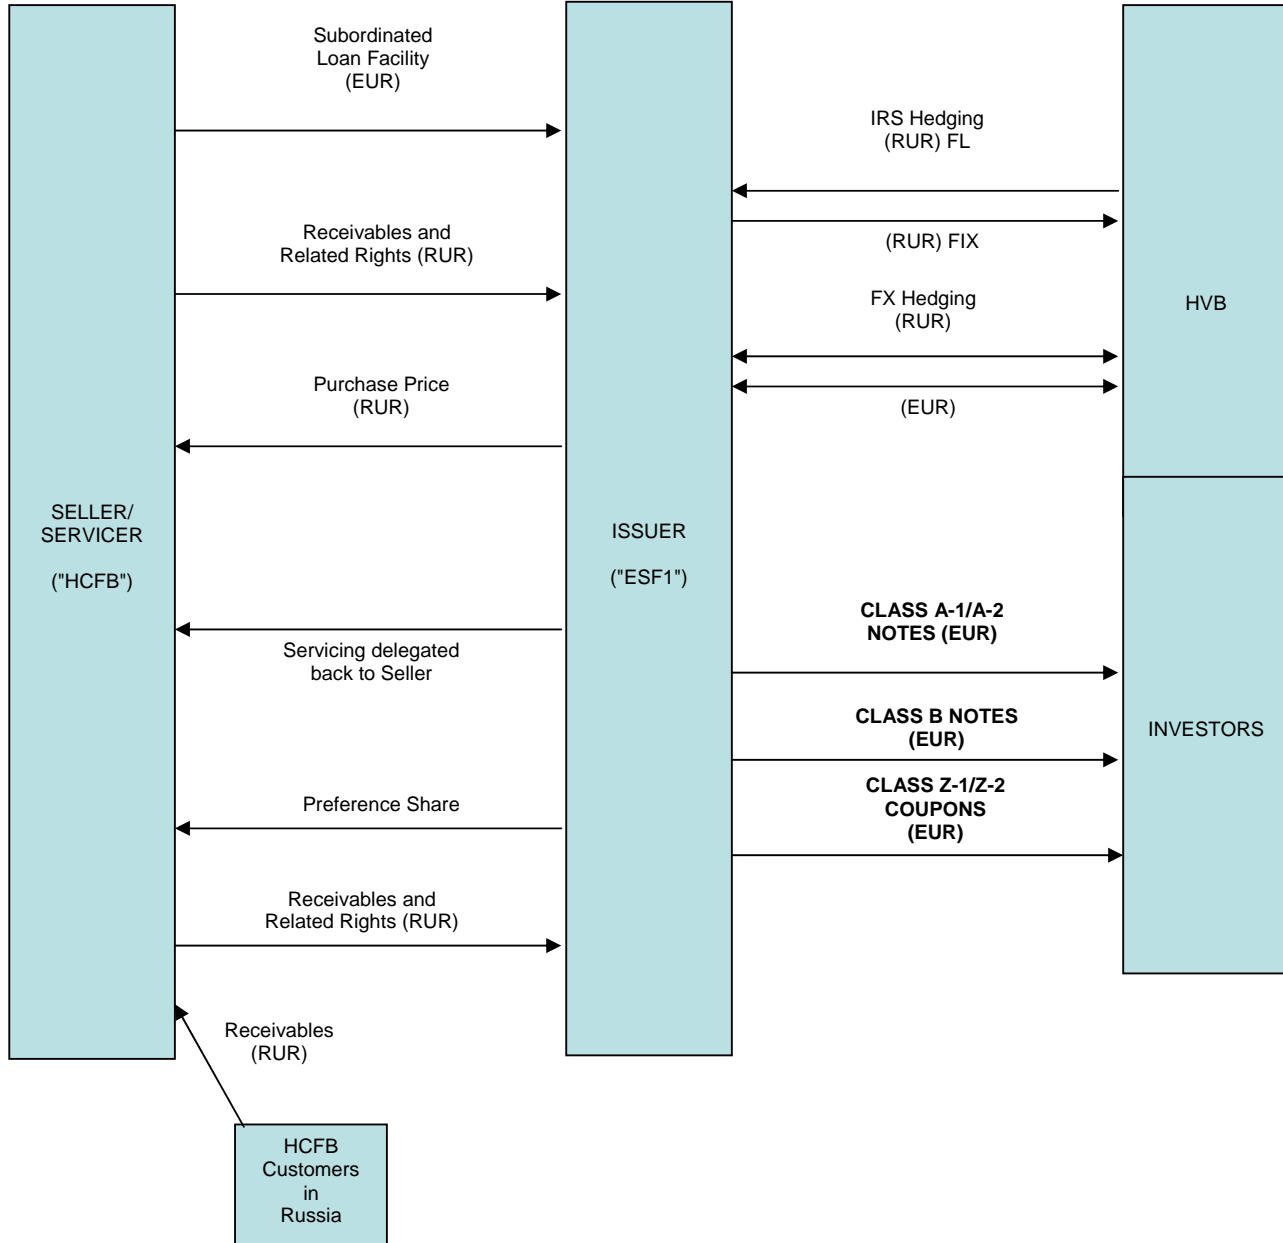 Subordinated
Loan Facility
(EUR)
IRS Hedging
(RUR) FL
Receivables and
Related Rights (RUR)
(RUR) FIX
FX Hedging
(RUR)
HVB
Purchase Price
(RUR)
(EUR)
SELLER/
SERVICER
("HCFB")
ISSUER
("ESF1")
CLASS A-1/A-2
NOTES (EUR)
Servicing delegated
back to Seller
CLASS B NOTES
(EUR)
INVESTORS
CLASS Z-1/Z-2
COUPONS
(EUR)
Preference Share
Receivables and
Related Rights (RUR)
Receivables
(RUR)
HCFB
Customers
in
Russia